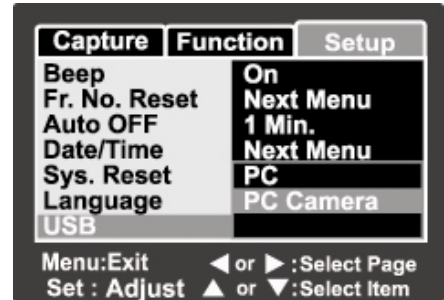 Capture Function Setup
Beep On
Fr. No. Reset Next Menu
Auto OFF 1 Min.
Date/Time Next Menu
Sys. Reset PC
Language PC Camera
USB
Menu:Exit ◀ or ▶ :Select Page
Set : Adjust ▲ or ▼:Select Item